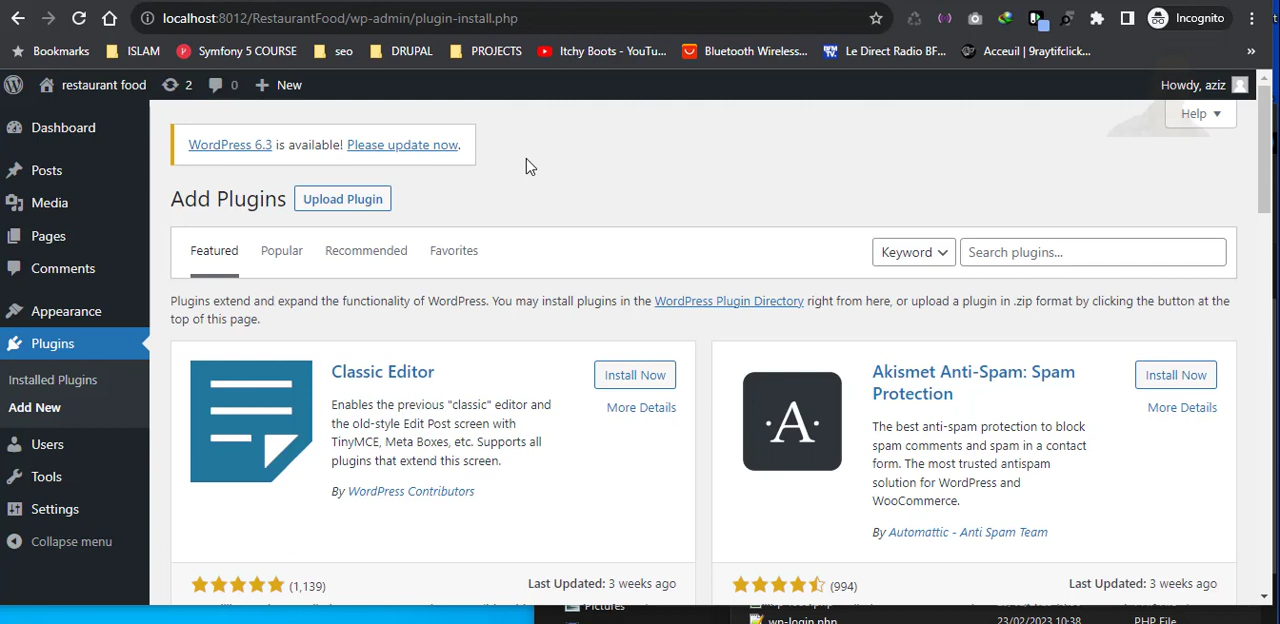 localhost:8012/RestaurantFood/wp-admin/plugin-install.php
Incognito
Bookmarks ISLAM Symfony 5 COURSE seo DRUPAL PROJECTS Itchy Boots - YouT... Bluetooth Wireless... Le Direct Radio BF... Acceuil | 9raytifclick... »
restaurant food 2 0 New Howdy, aziz
Help
Dashboard
Posts
Media
Pages
Comments
Appearance
Plugins
Installed Plugins
Add New
Users
Tools
Settings
Collapse menu
WordPress 6.3 is available! Please update now.
Add Plugins Upload Plugin
Featured Popular Recommended Favorites Keyword Search plugins...
Plugins extend and expand the functionality of WordPress. You may install plugins in the WordPress Plugin Directory right from here, or upload a plugin in .zip format by clicking the button at the
top of this page.
Classic Editor
Install Now
More Details
Enables the previous "classic" editor and
the old-style Edit Post screen with
TinyMCE, Meta Boxes, etc. Supports all
plugins that extend this screen.
By WordPress Contributors
(1,139)
Last Updated: 3 weeks ago
·A·
Akismet Anti-Spam: Spam
Protection
Install Now
More Details
The best anti-spam protection to block
spam comments and spam in a contact
form. The most trusted antispam
solution for WordPress and
WooCommerce.
By Automattic - Anti Spam Team
(994)
Last Updated: 3 weeks ago
Pictures
wp-login.php 23/02/2023 10:38 PHP File